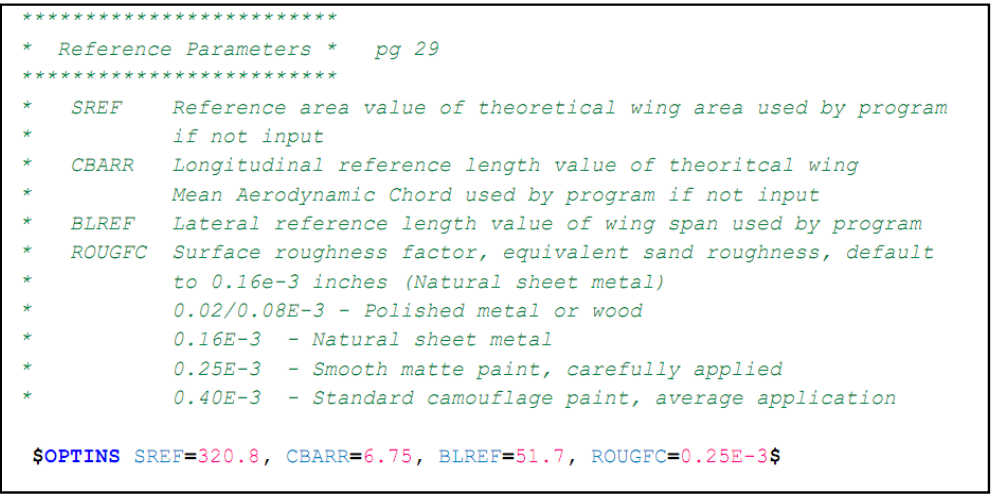 *************************
*  Reference Parameters *   pg 29
*************************
*   SREF    Reference area value of theoretical wing area used by program
*           if not input
*   CBARR   Longitudinal reference length value of theoritcal wing
*           Mean Aerodynamic Chord used by program if not input
*   BLREF   Lateral reference length value of wing span used by program
*   ROUGFC  Surface roughness factor, equivalent sand roughness, default
*           to 0.16e-3 inches (Natural sheet metal)
*           0.02/0.08E-3 - Polished metal or wood
*           0.16E-3  - Natural sheet metal
*           0.25E-3  - Smooth matte paint, carefully applied
*           0.40E-3  - Standard camouflage paint, average application
$OPTINS SREF=320.8, CBARR=6.75, BLREF=51.7, ROUGFC=0.25E-3$